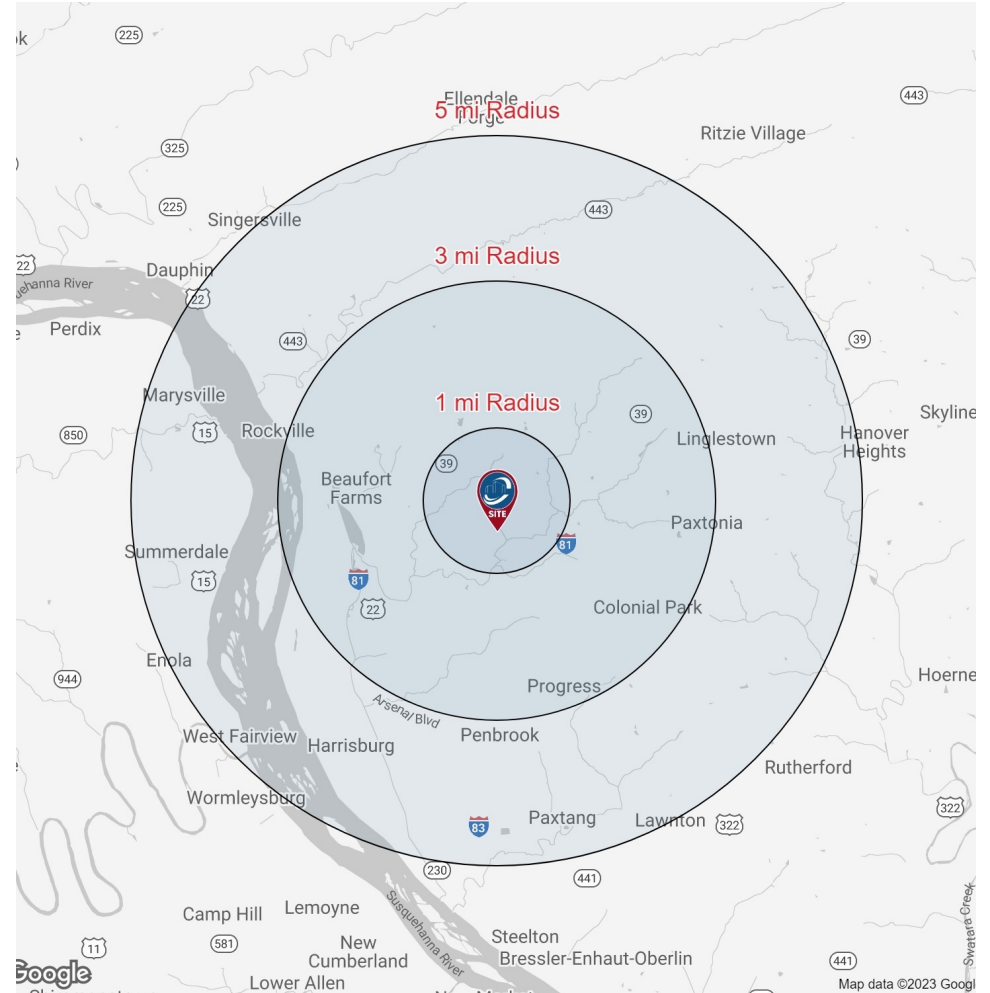 225
443
Ellendale
Forge
5 mi Radius
Ritzie Village
325
225
443
Singersville
3 mi Radius
Dauphin
22
22
Susquehanna River
Perdix
443
39
Marysville
1 mi Radius
15
850
Rockville
39
Linglestown
Skyline
Hanover
Heights
39
Beaufort
Farms
SITE
Paxtonia
81
Summerdale
15
81
22
Colonial Park
Enola
944
Progress
Hoerne
Arsenal Blvd
West Fairview
Harrisburg
Penbrook
Rutherford
Wormleysburg
322
83
Paxtang
Lawnton
322
230
441
Susquehanna River
Swatara Creek
Camp Hill
Lemoyne
11
581
New
Cumberland
Steelton
Bressler-Enhaut-Oberlin
441
Google
Lower Allen
Map data ©2023 Googl